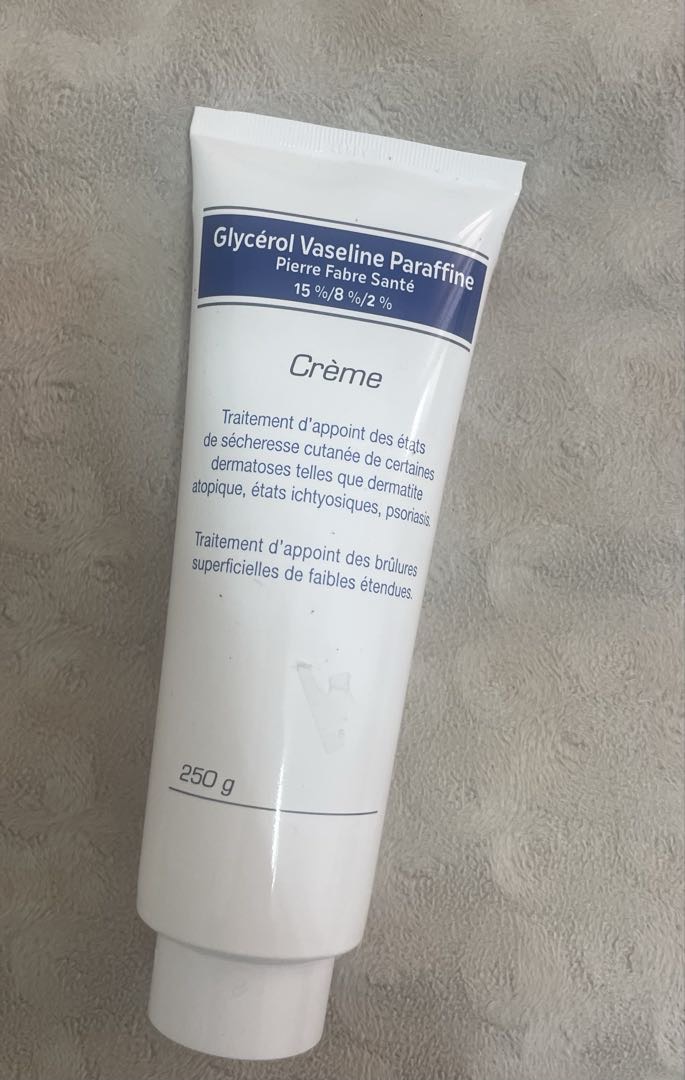 Glycérol Vaseline Paraffine
Pierre Fabre Santé
15 %/8 %/2 %
Crème
Traitement d'appoint des états
de sécheresse cutanée de certaines
dermatoses telles que dermatite
atopique, états ichtyosiques, psoriasis.
Traitement d'appoint des brûlures
superficielles de faibles étendues.
250 g